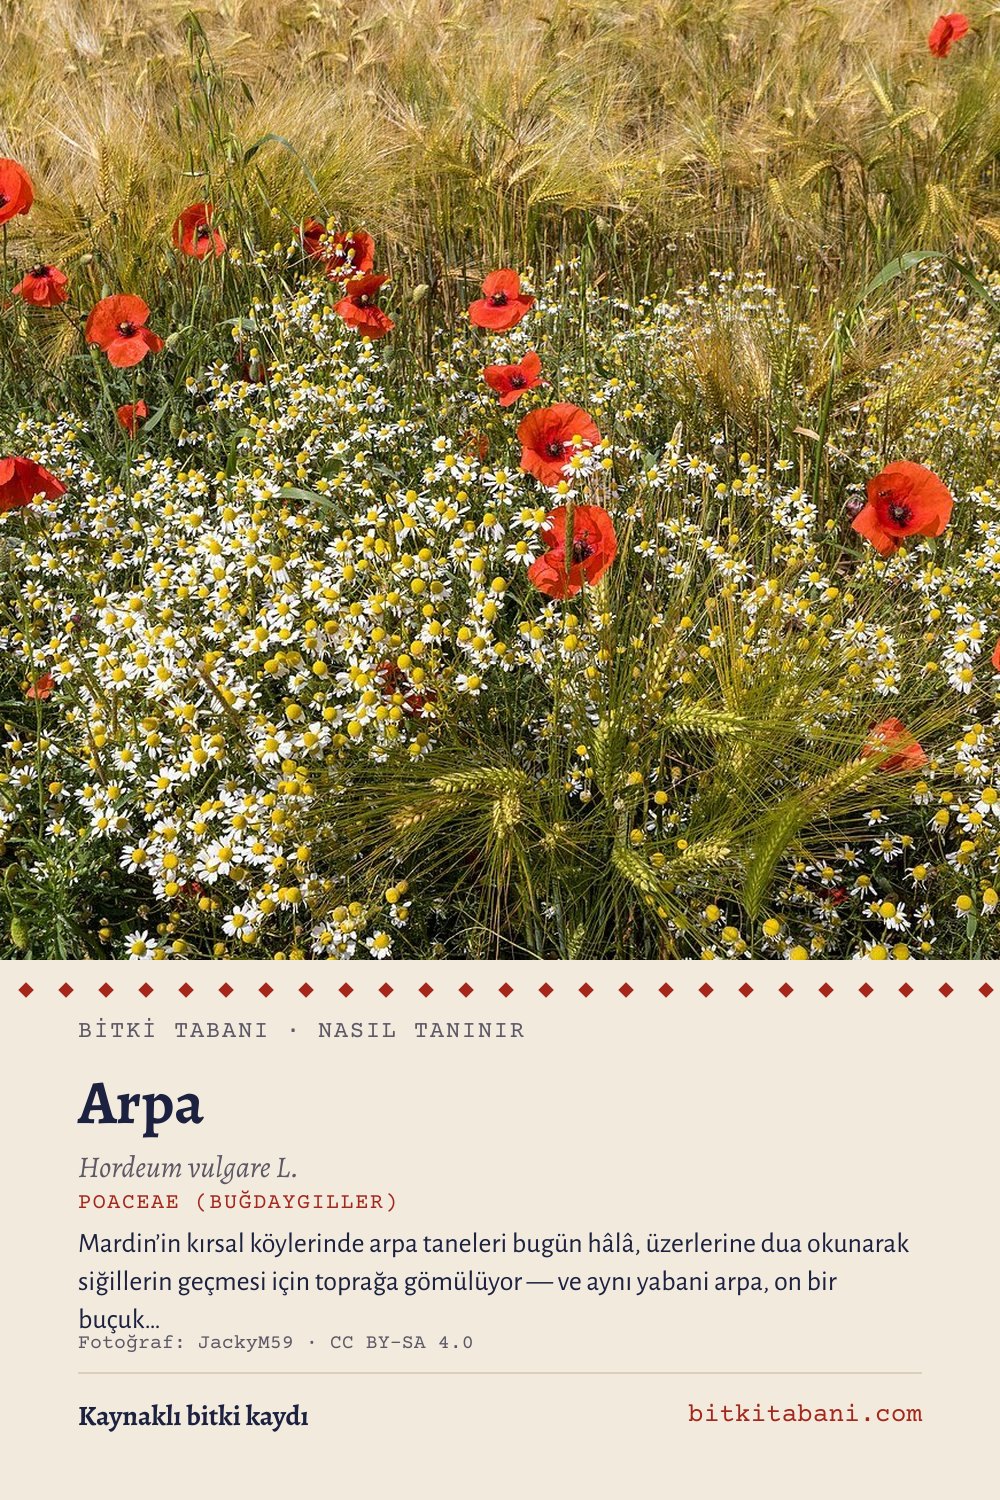 BİTKİ TABANI · NASIL TANINIR
Arpa
Hordeum vulgare L.
POACEAE (BUĞDAYGILLER)
Mardin’in kırsal köylerinde arpa taneleri bugün hâlâ, üzerlerine dua okunarak
siğillerin geçmesi için toprağa gömülüyor — ve aynı yabani arpa, on bir
buçuk…
Fotoğraf: JackyM59 · CC BY-SA 4.0
Kaynaklı bitki kaydı
bitkitabani.com